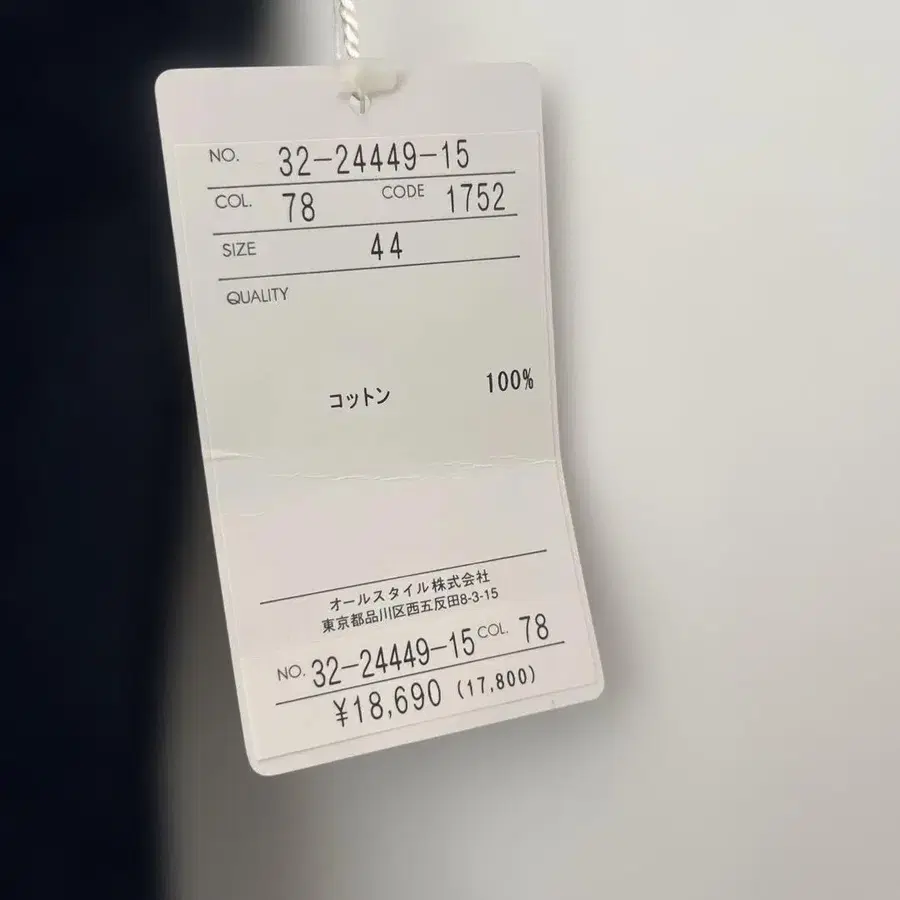 NO. 32-24449-15
COL. 78 CODE 1752
SIZE 44
QUALITY
コットン 100%
オールスタイル株式会社
東京都品川区西五反田8-3-15
NO. 32-24449-15 COL. 78
¥18,690 (17,800)